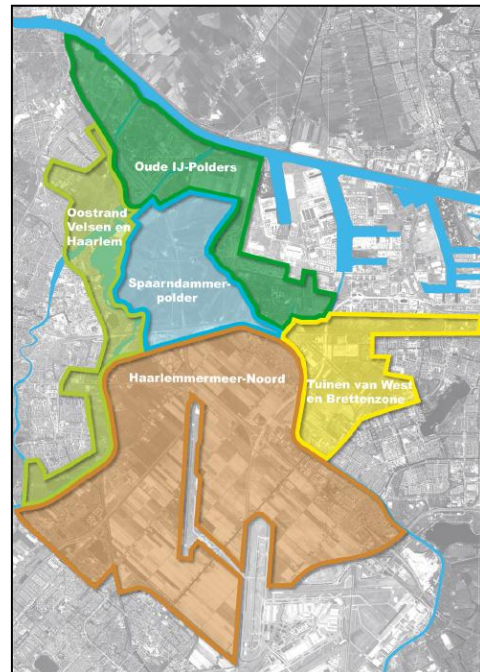 Oude IJ-Polders
Oostrand
Velsen en
Haarlem
Spaarndammer-
polder
Haarlemmermeer-Noord
Tuinen van West
en Brettenzone